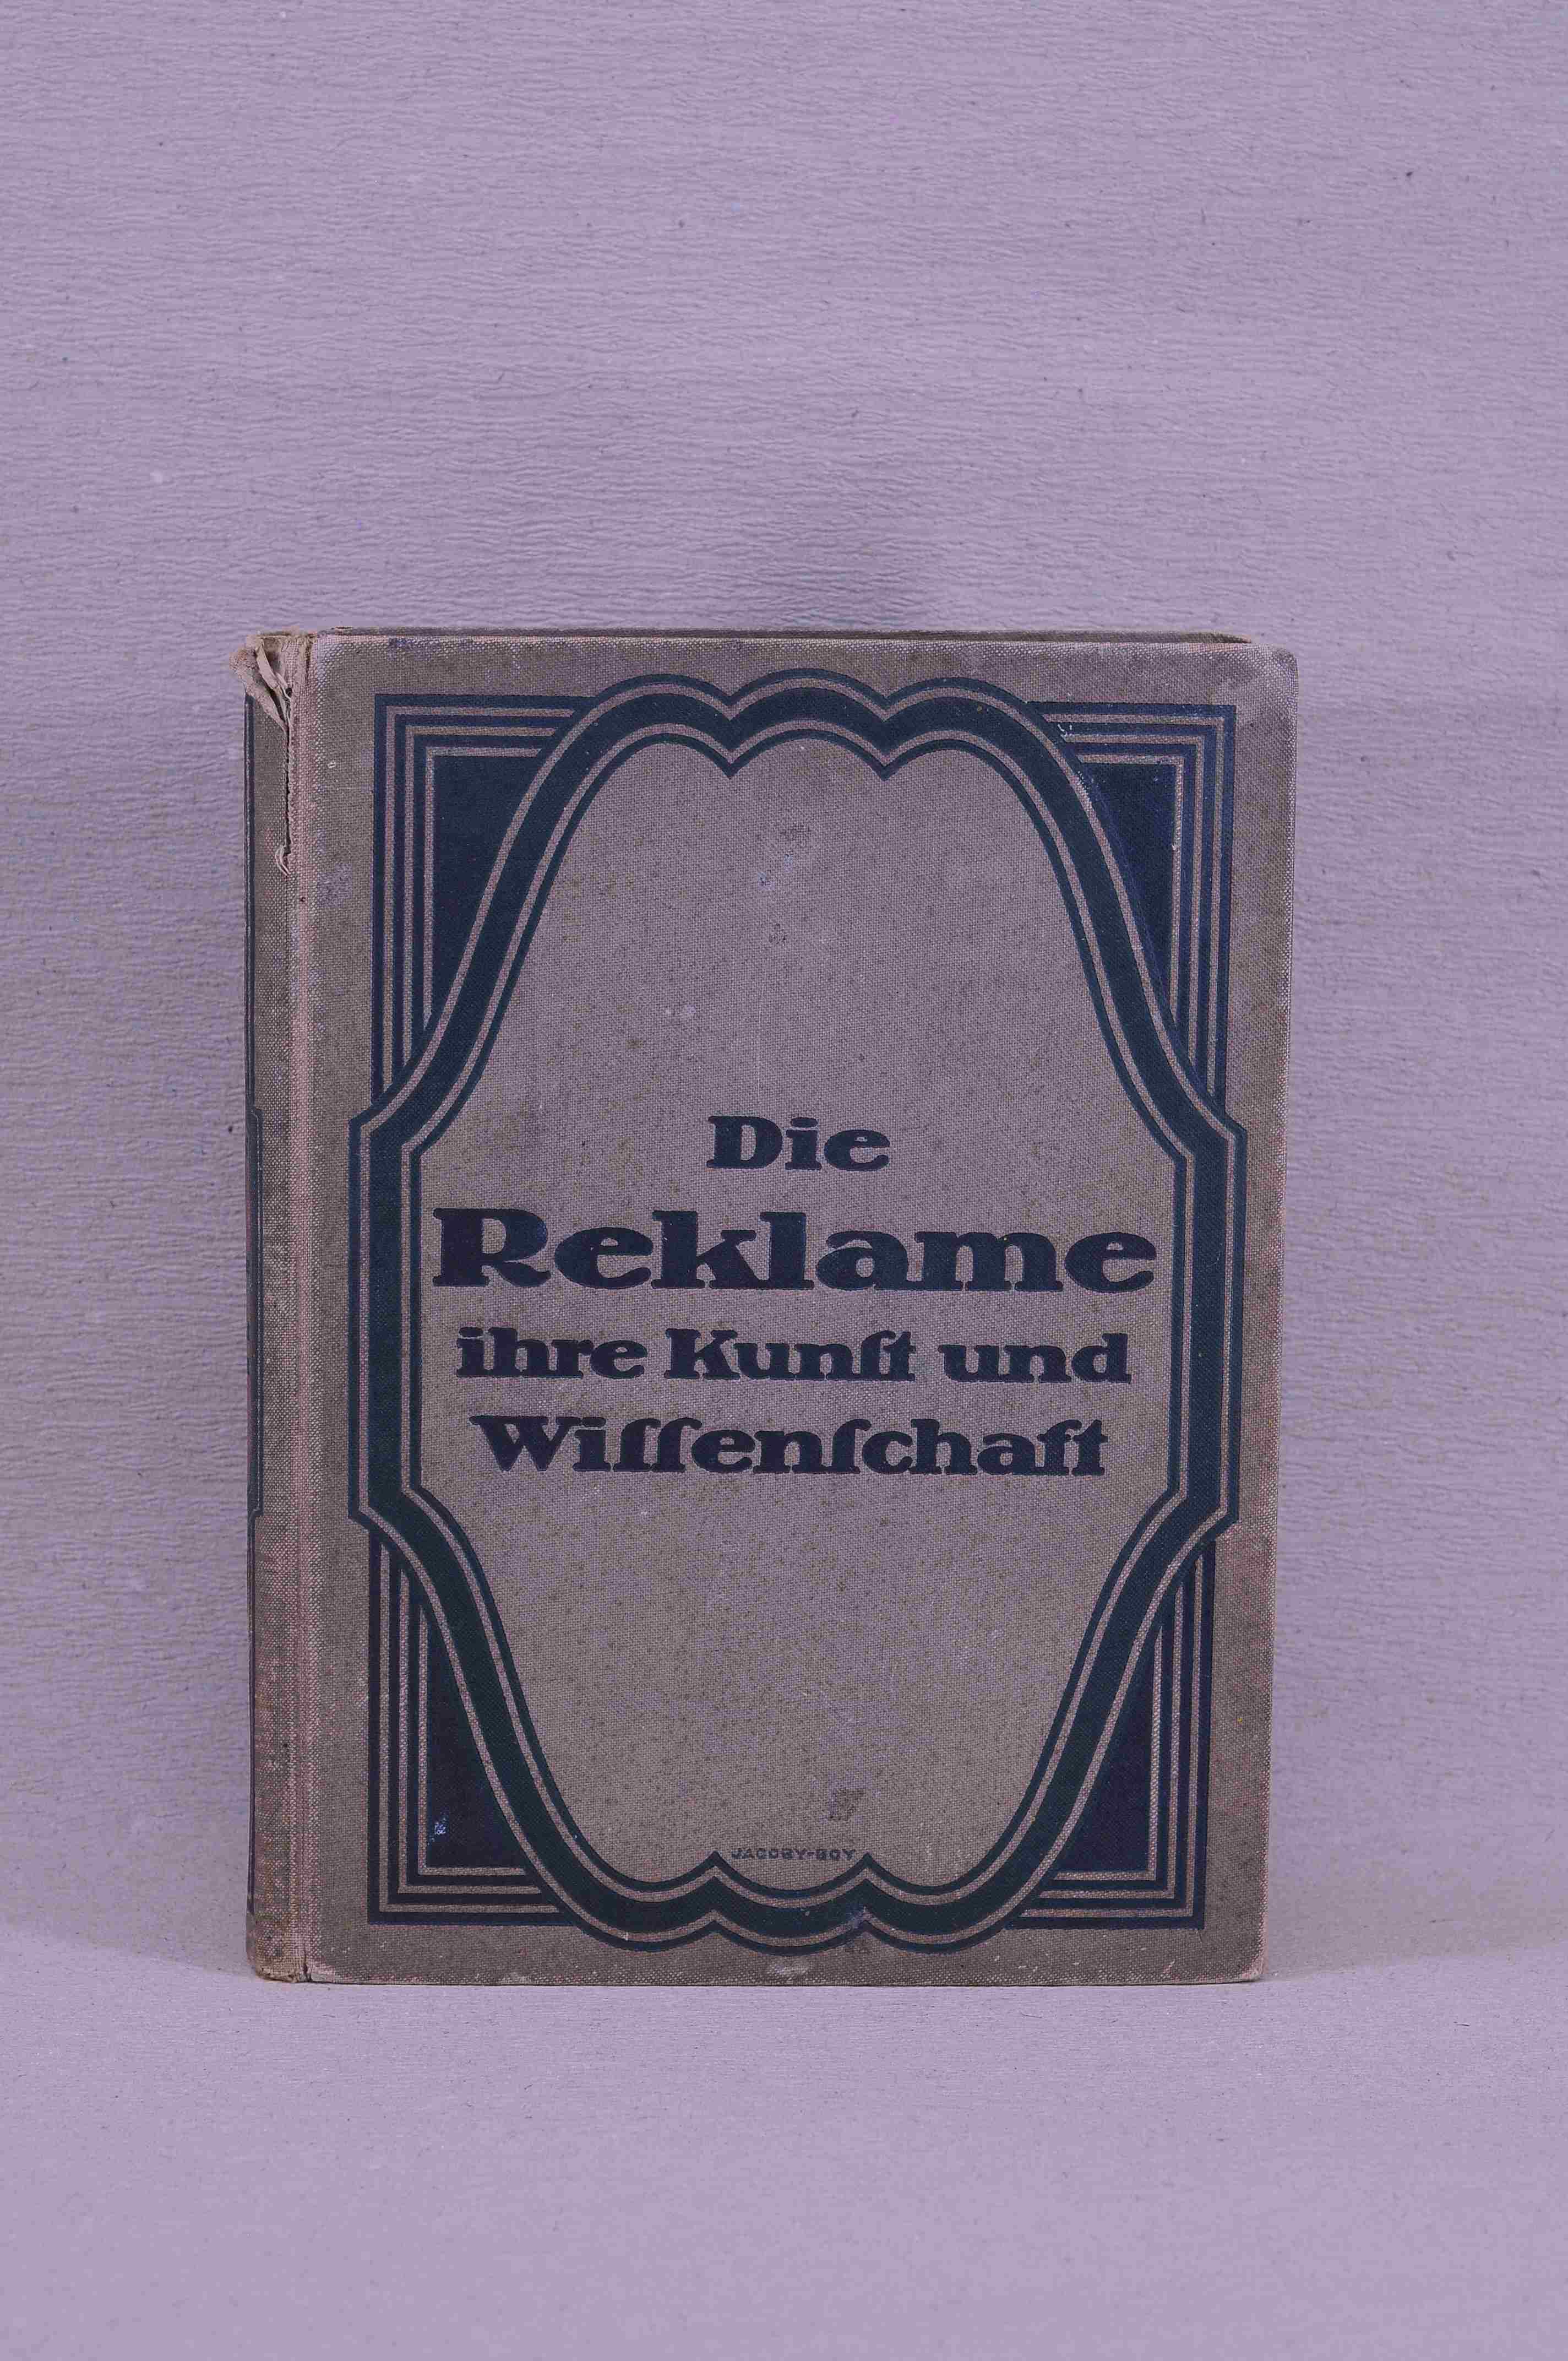 Die
Reklame
ihre Kunſt und
Wiſſenſchaft
JACOBY-BOY